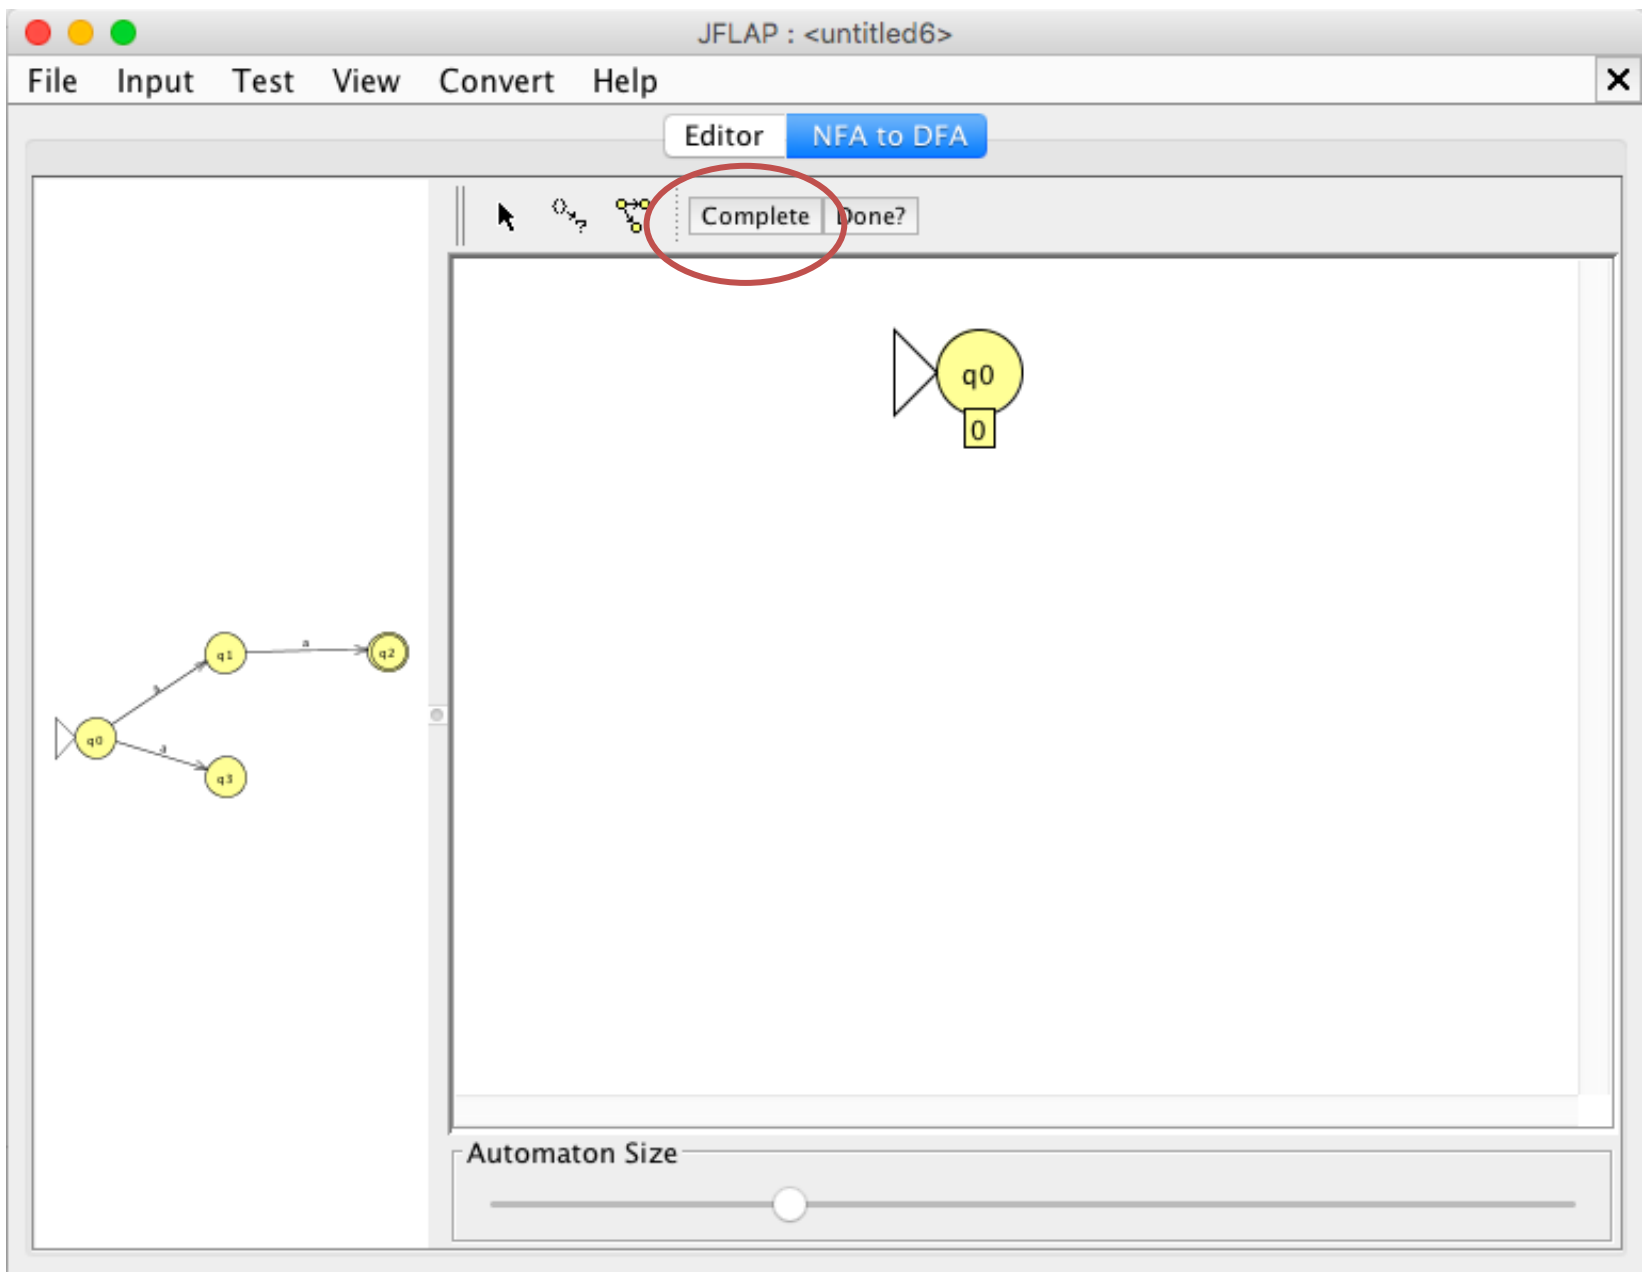 JFLAP : <untitled6>
File Input Test View Convert Help
Editor NFA to DFA
Complete Done?
q0
0
q1 a q2
a
q0 a
q3
Automaton Size